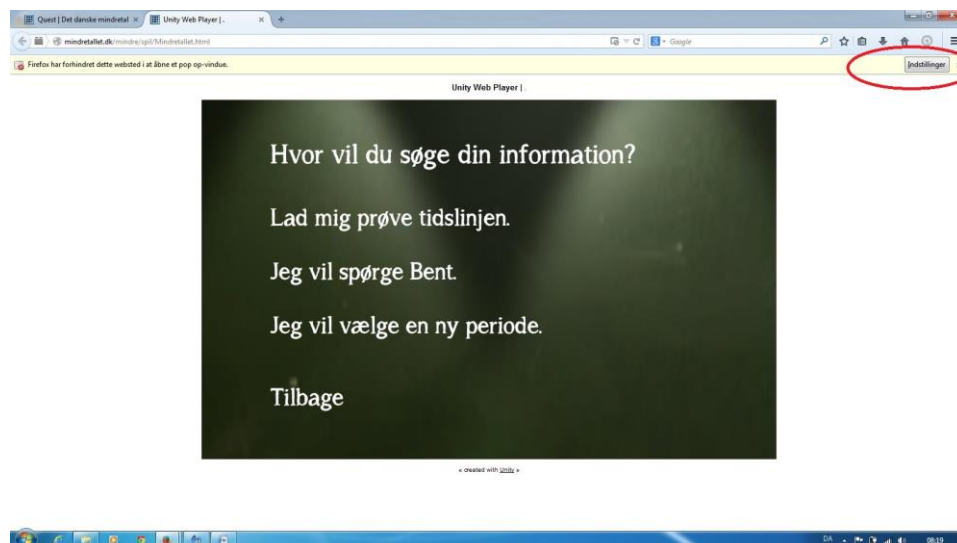 Quest | Det danske mindretal
Unity Web Player | .
mindretallet.dk/mindre/spil/Mindretallet.html
Google
Firefox har forhindret dette websted i at åbne et pop op-vindue.
Indstillinger
Unity Web Player |
Hvor vil du søge din information?
Lad mig prøve tidslinjen.
Jeg vil spørge Bent.
Jeg vil vælge en ny periode.
Tilbage
« created with Unity »
DA
08:19